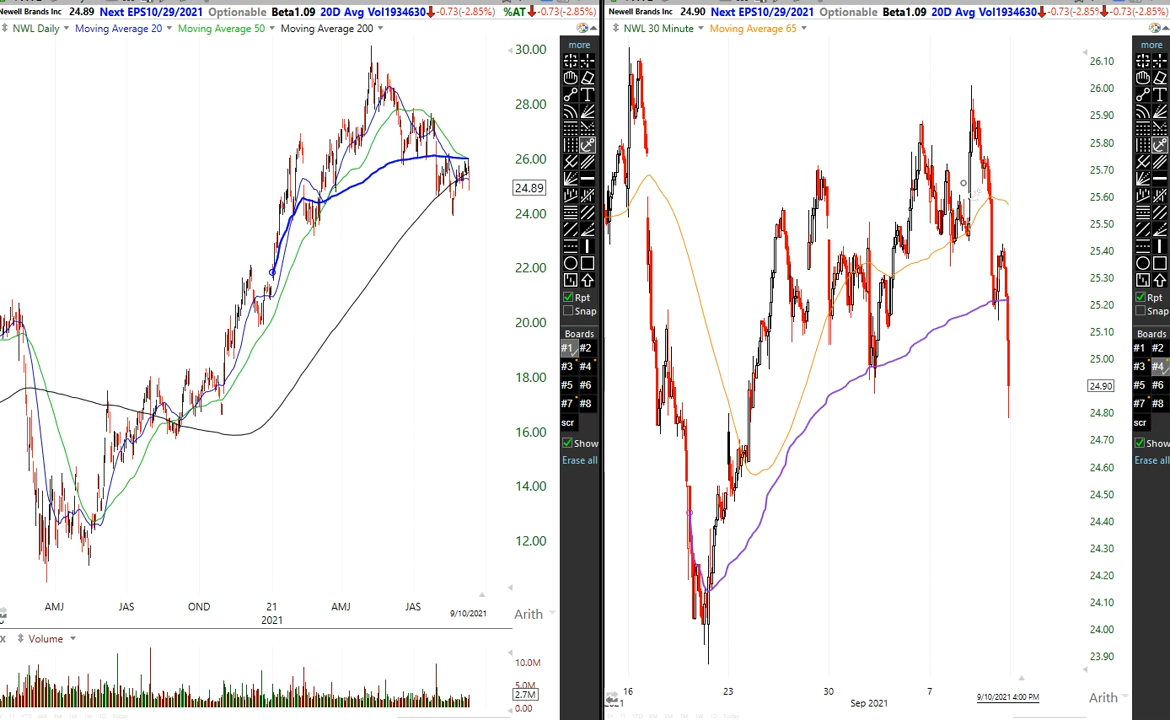 Newell Brands Inc 24.89 Next EPS10/29/2021 Optionable Beta1.09 20D Avg Vol1934630 -0.73(-2.85%) %AT -0.73(-2.85%)
NWL Daily Moving Average 20 Moving Average 50 Moving Average 200
30.00
28.00
26.00
24.89
24.00
22.00
20.00
18.00
16.00
14.00
12.00
AMJ JAS OND 21 AMJ JAS 9/10/2021 Arith
2021
X Volume
10.0M
5.0M
2.7M
0.00
more
Rpt
Snap
Boards
#1 #2
#3 #4
#5 #6
#7 #8
scr
Show
Erase all
Newell Brands Inc 24.90 Next EPS10/29/2021 Optionable Beta1.09 20D Avg Vol1934630 -0.73(-2.85% -0.73(-2.85%)
NWL 30 Minute Moving Average 65
26.10
26.00
25.90
25.80
25.70
25.60
25.50
25.40
25.30
25.20
25.10
25.00
24.90
24.80
24.70
24.60
24.50
24.40
24.30
24.20
24.10
24.00
23.90
16 23 30 7 9/10/2021 4:00 PM Arith
Sep 2021
more
Rpt
Snap
Boards
#1 #2
#3 #4
#5 #6
#7 #8
scr
Show
Erase all